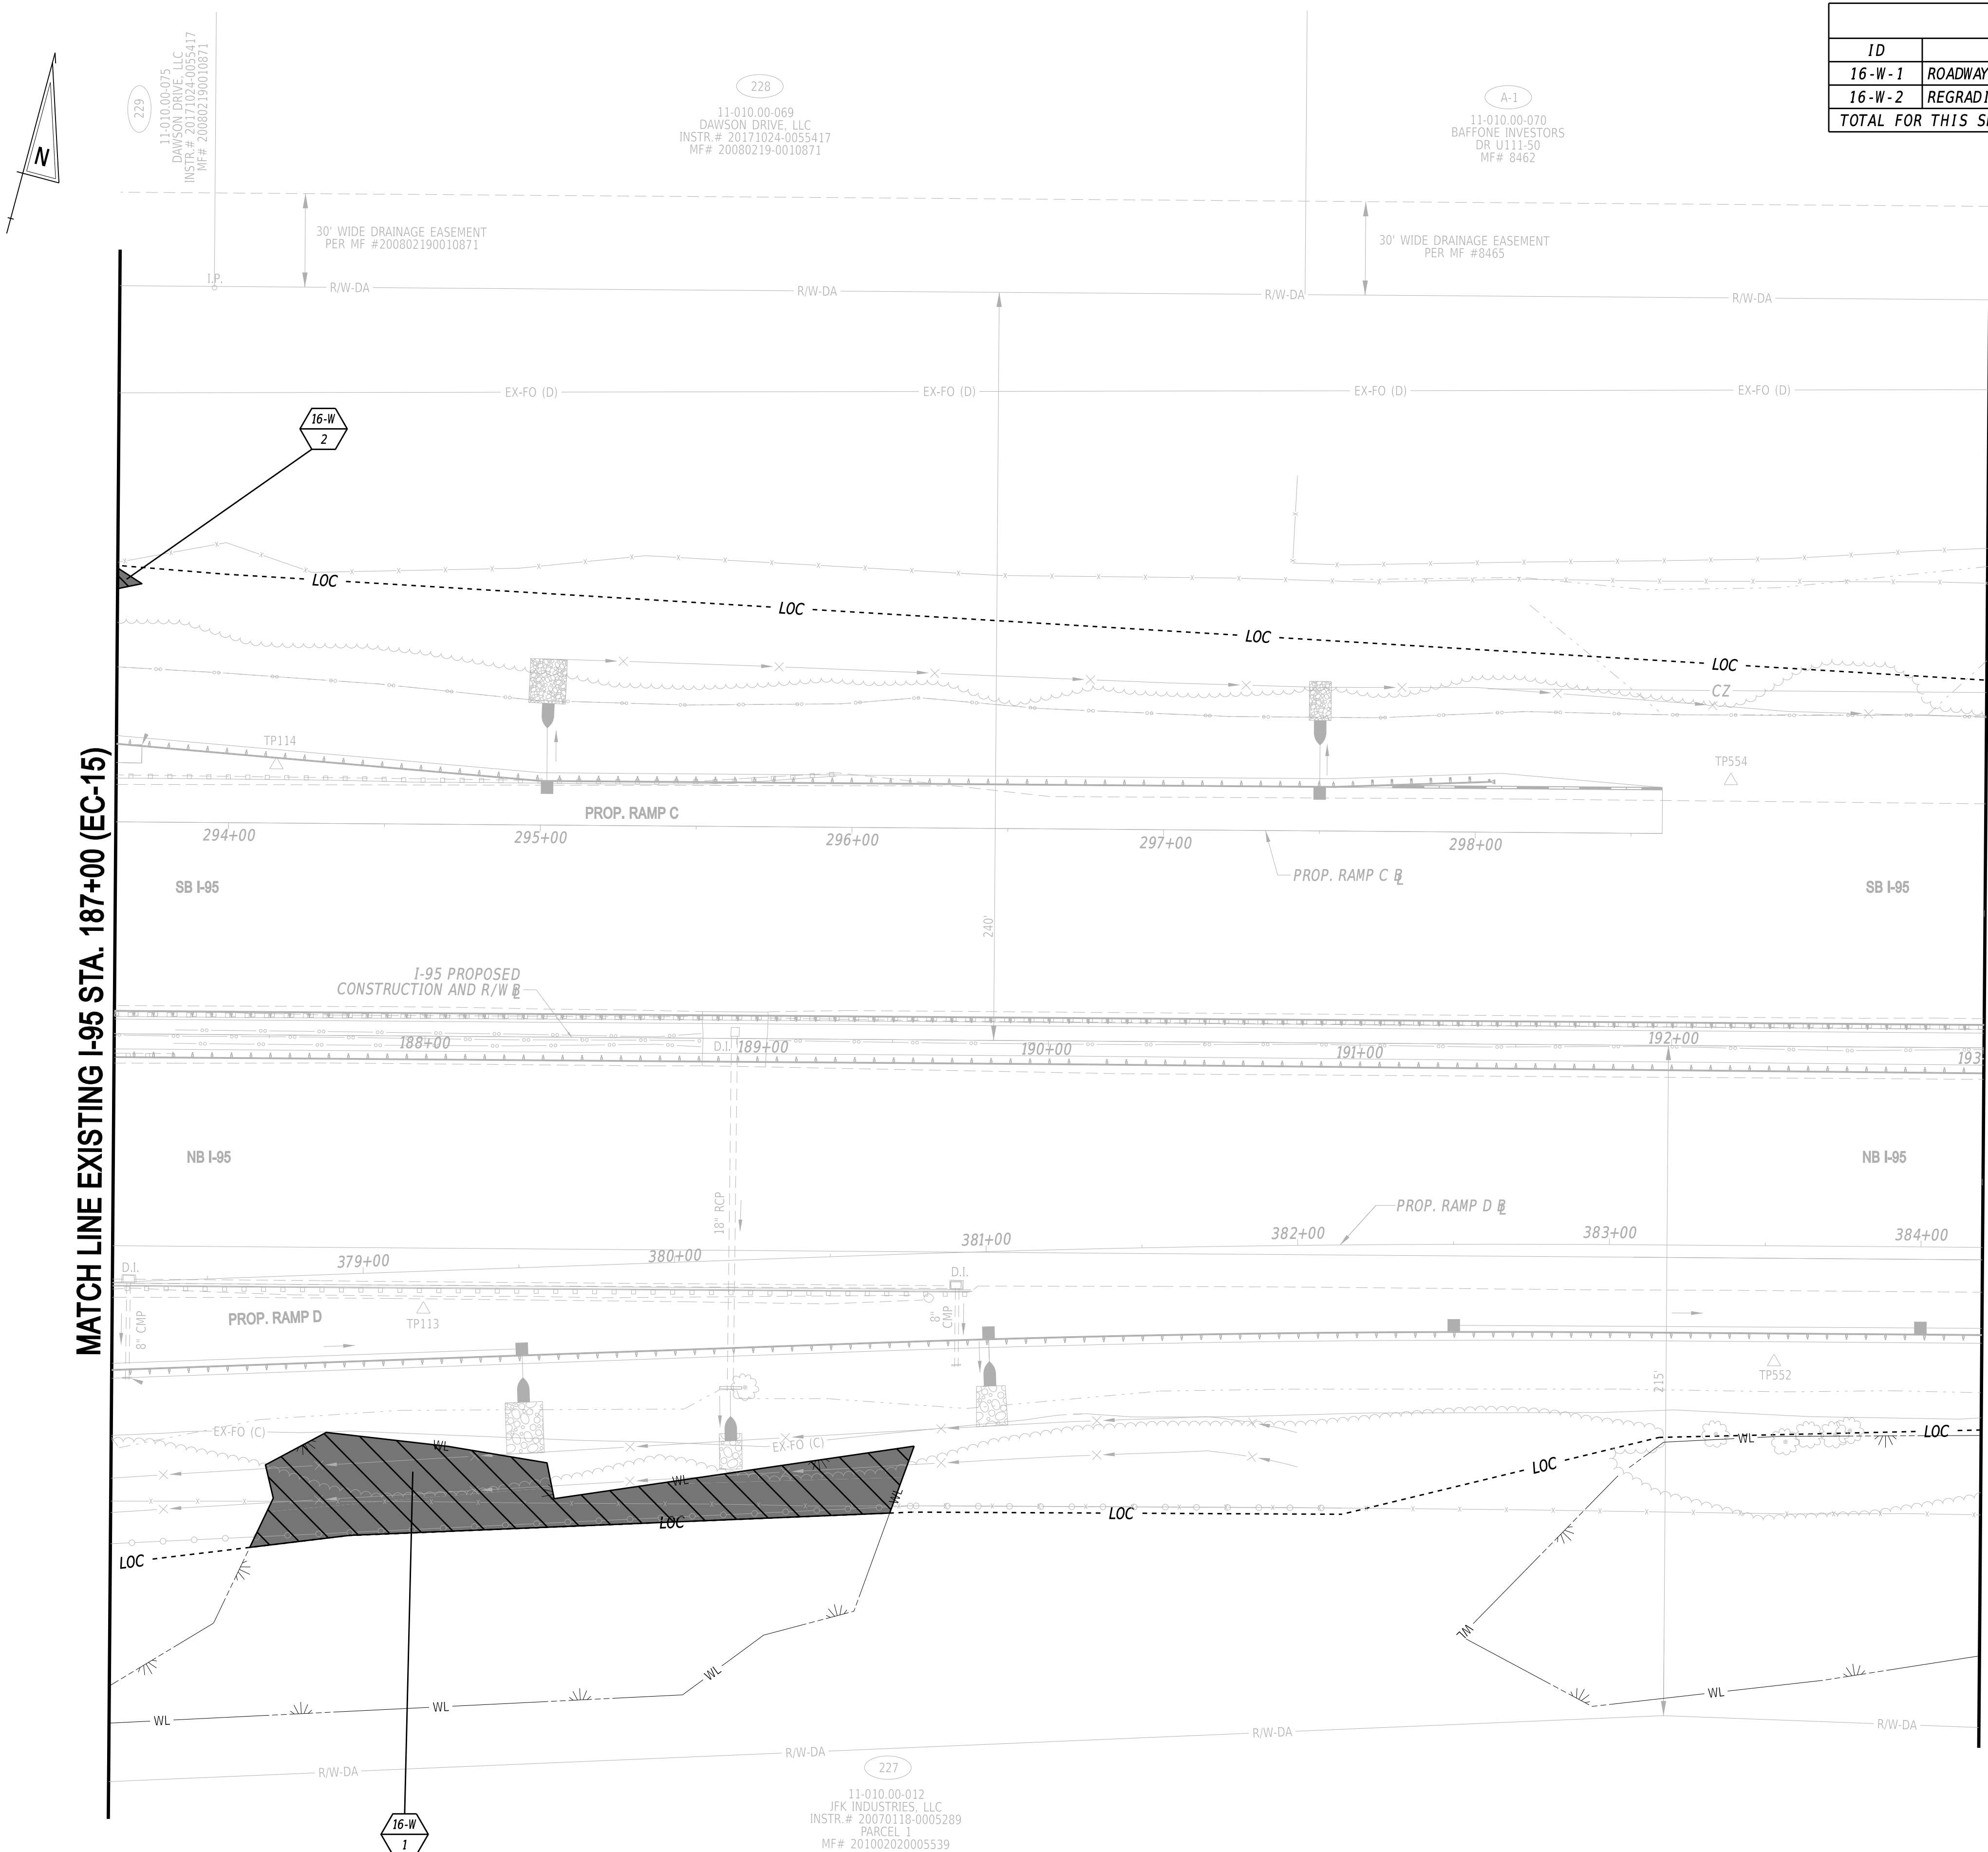 ID
16-W-1 ROADWAY
16-W-2 REGRADI
TOTAL FOR THIS S
N
229
11-010.00-075
DAWSON DRIVE, LLC
INSTR.# 20171024-0055417
MF# 200802190010871
228
11-010.00-069
DAWSON DRIVE, LLC
INSTR.# 20171024-0055417
MF# 20080219-0010871
A-1
11-010.00-070
BAFFONE INVESTORS
DR U111-50
MF# 8462
30' WIDE DRAINAGE EASEMENT
PER MF #200802190010871
30' WIDE DRAINAGE EASEMENT
PER MF #8465
I.P.
R/W-DA
R/W-DA
R/W-DA
R/W-DA
EX-FO (D)
EX-FO (D)
EX-FO (D)
EX-FO (D)
16-W
2
LOC
LOC
LOC
LOC
CZ
TP114
TP554
PROP. RAMP C
294+00
295+00
296+00
297+00
298+00
PROP. RAMP C BL
SB I-95
SB I-95
240'
MATCH LINE EXISTING I-95 STA. 187+00 (EC-15)
I-95 PROPOSED
CONSTRUCTION AND R/W BL
188+00
D.I.
189+00
190+00
191+00
192+00
193
NB I-95
NB I-95
18" RCP
PROP. RAMP D BL
379+00
380+00
381+00
382+00
383+00
384+00
D.I.
D.I.
8" CMP
8"
CMP
PROP. RAMP D
TP113
TP552
215'
EX-FO (C)
EX-FO (C)
WL
WL
WL
WL
WL
LOC
LOC
LOC
LOC
LOC
WL
WL
WL
WL
WL
WL
R/W-DA
R/W-DA
R/W-DA
R/W-DA
227
11-010.00-012
JFK INDUSTRIES, LLC
INSTR.# 20070118-0005289
PARCEL 1
MF# 201002020005539
16-W
1